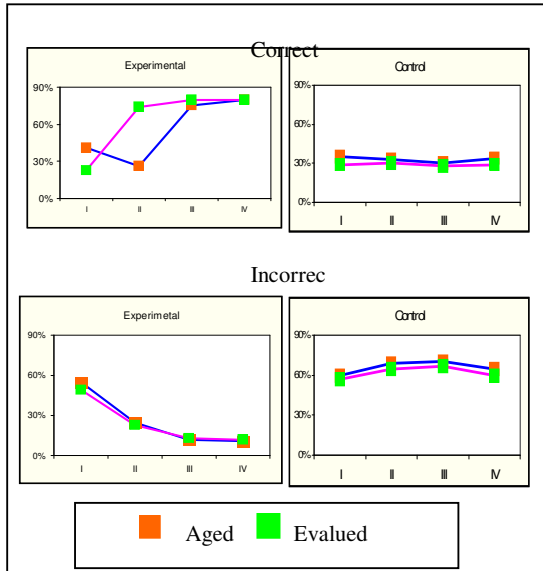 Correct
Experimental
90%
60%
30%
0%
I II III IV
Control
90%
60%
30%
0%
I II III IV
Incorrec
Experimetal
90%
60%
30%
0%
I II III IV
Control
90%
60%
30%
0%
I II III IV
Aged Evalued